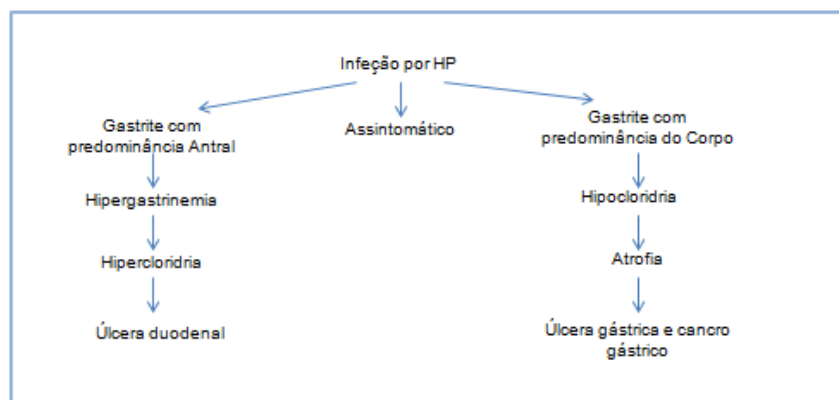 Infeção por HP
Gastrite com
predominância Antral
Assintomático
Gastrite com
predominância do Corpo
Hipergastrinemia
Hipocloridria
Hipercloridria
Atrofia
Úlcera duodenal
Úlcera gástrica e cancro
gástrico